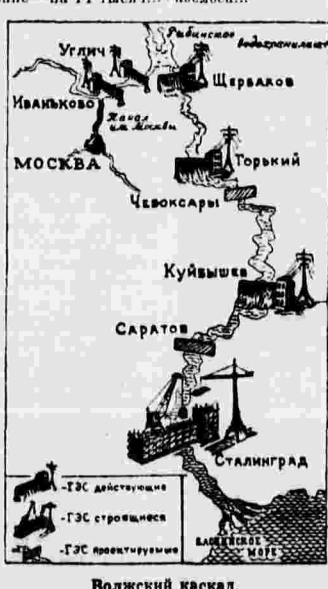 Рыбинское
водохранилище
УГЛИЧ
ЩЕРБАКОВ
ИВАНЬКОВО
Канал
им. Москвы
МОСКВА
ГОРЬКИЙ
ЧЕБОКСАРЫ
КУЙБЫШЕВ
САРАТОВ
СТАЛИНГРАД
-ГЭС действующие
-ГЭС строящиеся
-ГЭС проектируемые
КАСПИЙСКОЕ
МОРЕ
Волжский каскад